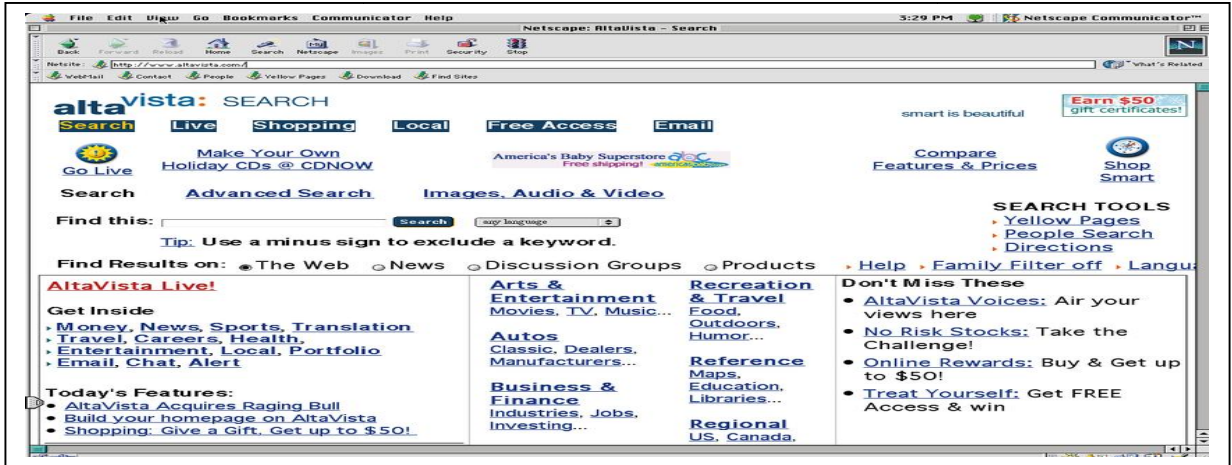 File Edit View Go Bookmarks Communicator Help 3:29 PM Netscape Communicator™
Netscape: AltaVista - Search
Back Forward Reload Home Search Netscape Images Print Security Stop N
Netsite: http://www.altavista.com/ What's Related
WebMail Contact People Yellow Pages Download Find Sites
altavista: SEARCH
smart is beautiful
Earn $50
gift certificates!
Search Live Shopping Local Free Access Email
Go Live
Make Your Own
Holiday CDs @ CDNOW
America's Baby Superstore
Free shipping!
Compare
Features & Prices
Shop
Smart
Search Advanced Search Images, Audio & Video
Find this: Search any language
Tip: Use a minus sign to exclude a keyword.
SEARCH TOOLS
Yellow Pages
People Search
Directions
Find Results on: The Web News Discussion Groups Products Help Family Filter off Langu
AltaVista Live!
Get Inside
Money, News, Sports, Translation
Travel, Careers, Health,
Entertainment, Local, Portfolio
Email, Chat, Alert
Today's Features:
AltaVista Acquires Raging Bull
Build your homepage on AltaVista
Shopping: Give a Gift, Get up to $50!
Arts &
Entertainment
Movies, TV, Music...
Autos
Classic, Dealers,
Manufacturers...
Business &
Finance
Industries, Jobs,
Investing...
Recreation
& Travel
Food,
Outdoors,
Humor...
Reference
Maps,
Education,
Libraries...
Regional
US, Canada,
Don't Miss These
AltaVista Voices: Air your
views here
No Risk Stocks: Take the
Challenge!
Online Rewards: Buy & Get up
to $50!
Treat Yourself: Get FREE
Access & win